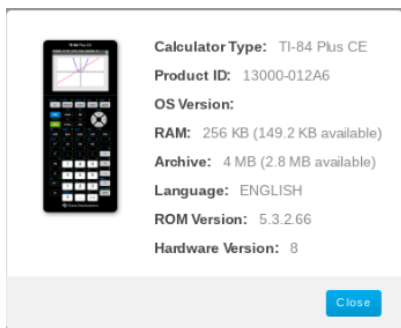 Calculator Type: TI-84 Plus CE
Product ID: 13000-012A6
OS Version:
RAM: 256 KB (149.2 KB available)
Archive: 4 MB (2.8 MB available)
Language: ENGLISH
ROM Version: 5.3.2.66
Hardware Version: 8
Close